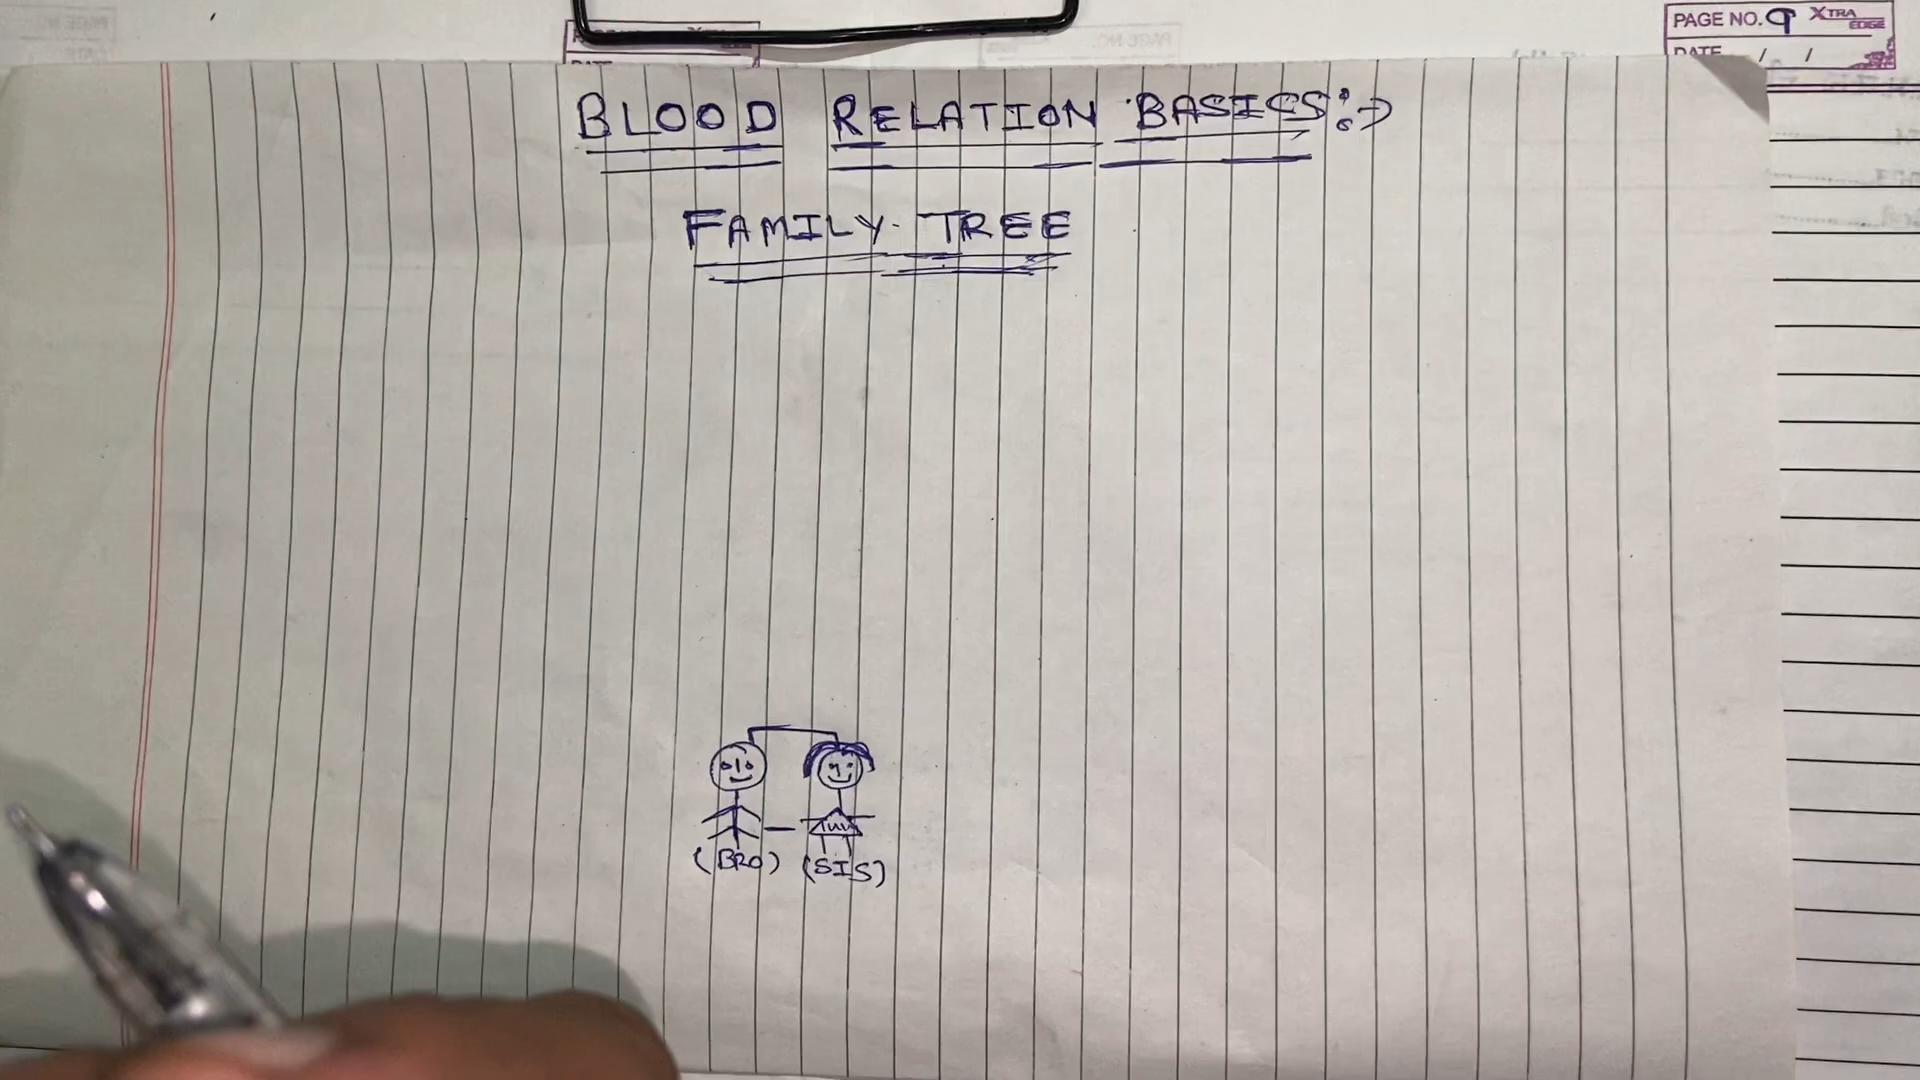 PAGE NO. 9 XTRA EDGE
DATE / /
BLOOD RELATION BASICS:→
FAMILY TREE
(BRO) (SIS)